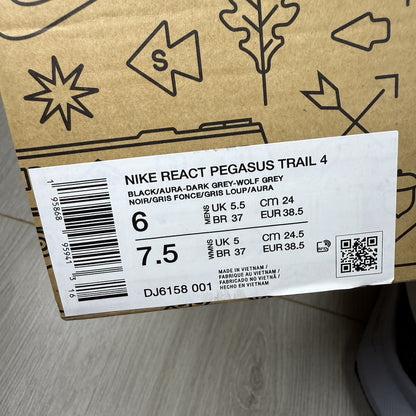 S
NIKE REACT PEGASUS TRAIL 4
BLACK/AURA-DARK GREY-WOLF GREY
NOIR/GRIS FONCE/GRIS LOUP/AURA
6 MENS UK 5.5 CM 24
BR 37 EUR 38.5
7.5 WMNS UK 5 CM 24.5
BR 37 EUR 38.5
DJ6158 001
MADE IN VIETNAM /
FABRIQUE AU VIETNAM /
FABRICADO NO VIETNÃ /
HECHO EN VIETNAM